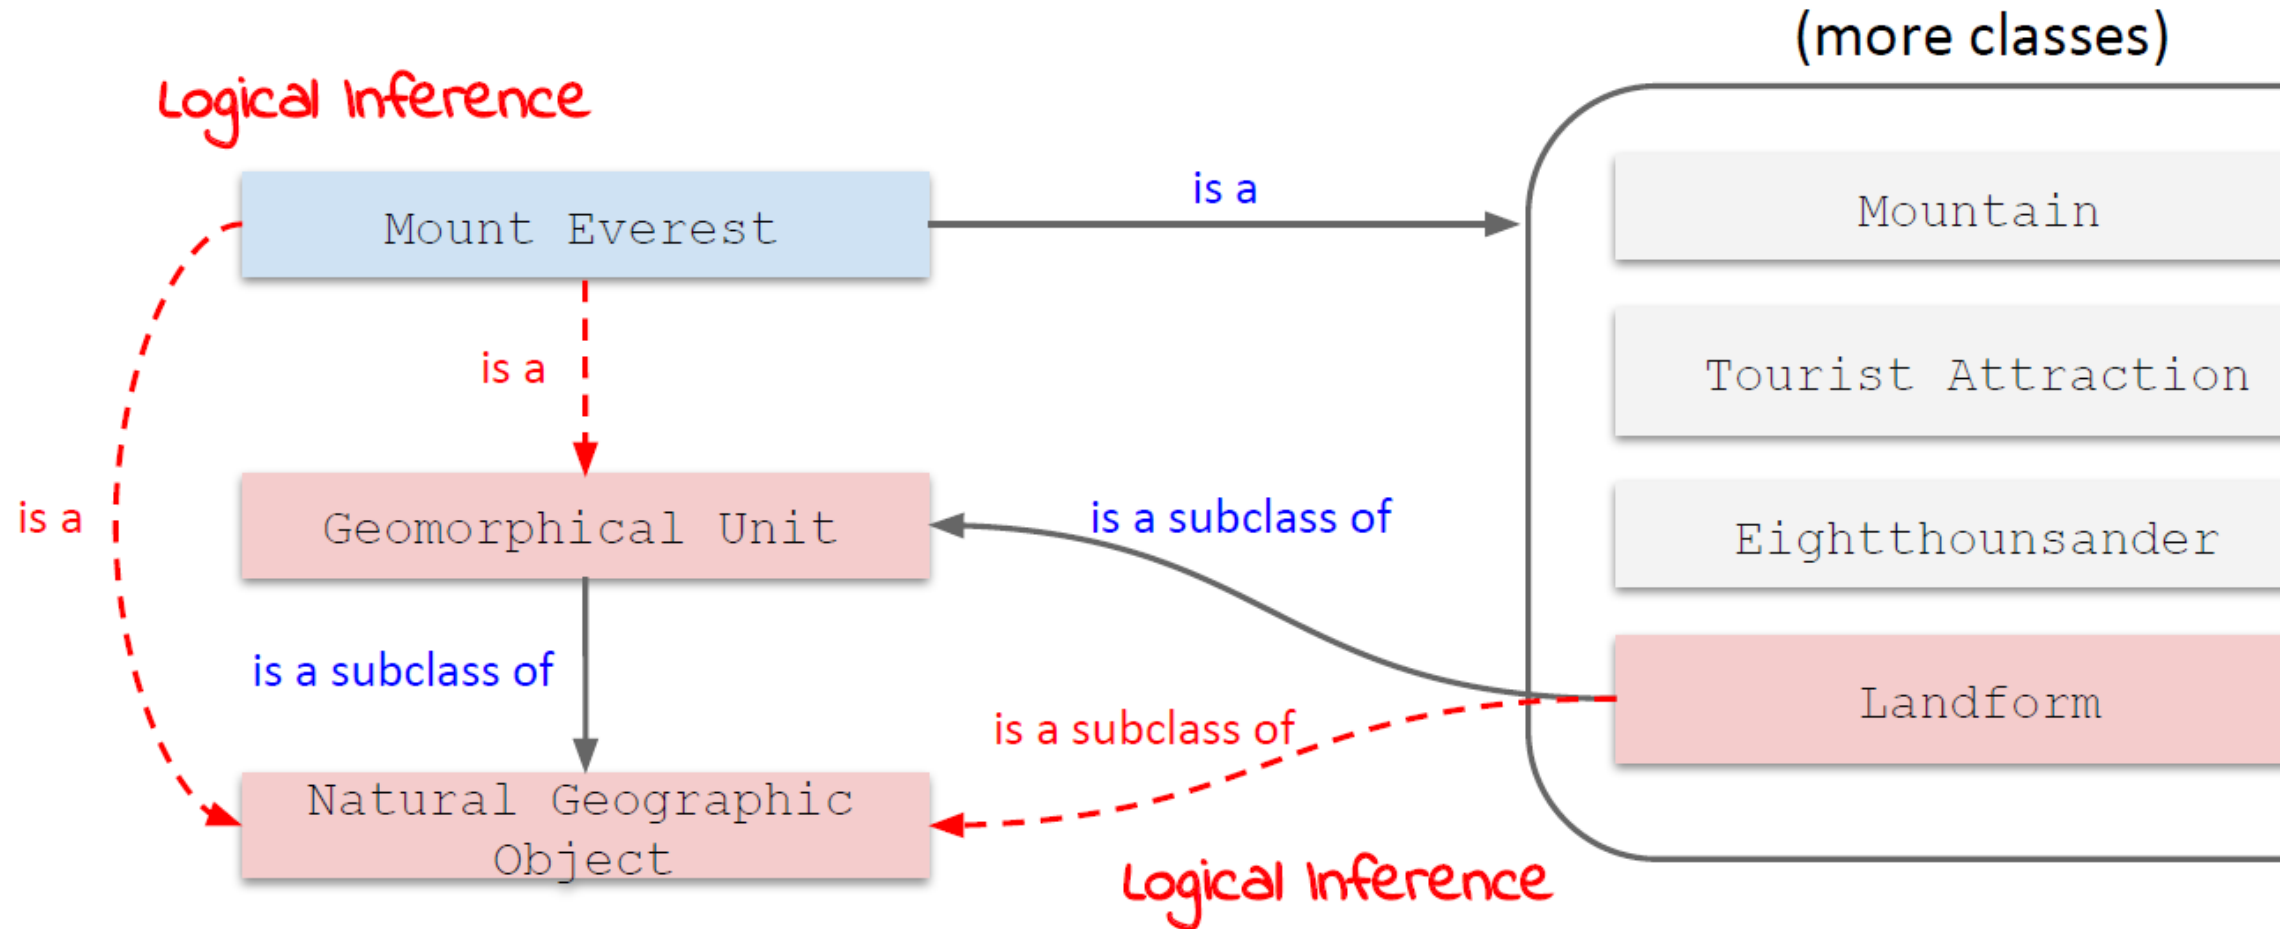 (more classes)
Logical Inference
Mount Everest
is a
Mountain
is a
Tourist Attraction
is a
Geomorphical Unit
is a subclass of
Eightthounsander
is a subclass of
is a subclass of
Landform
Natural Geographic
Object
Logical Inference